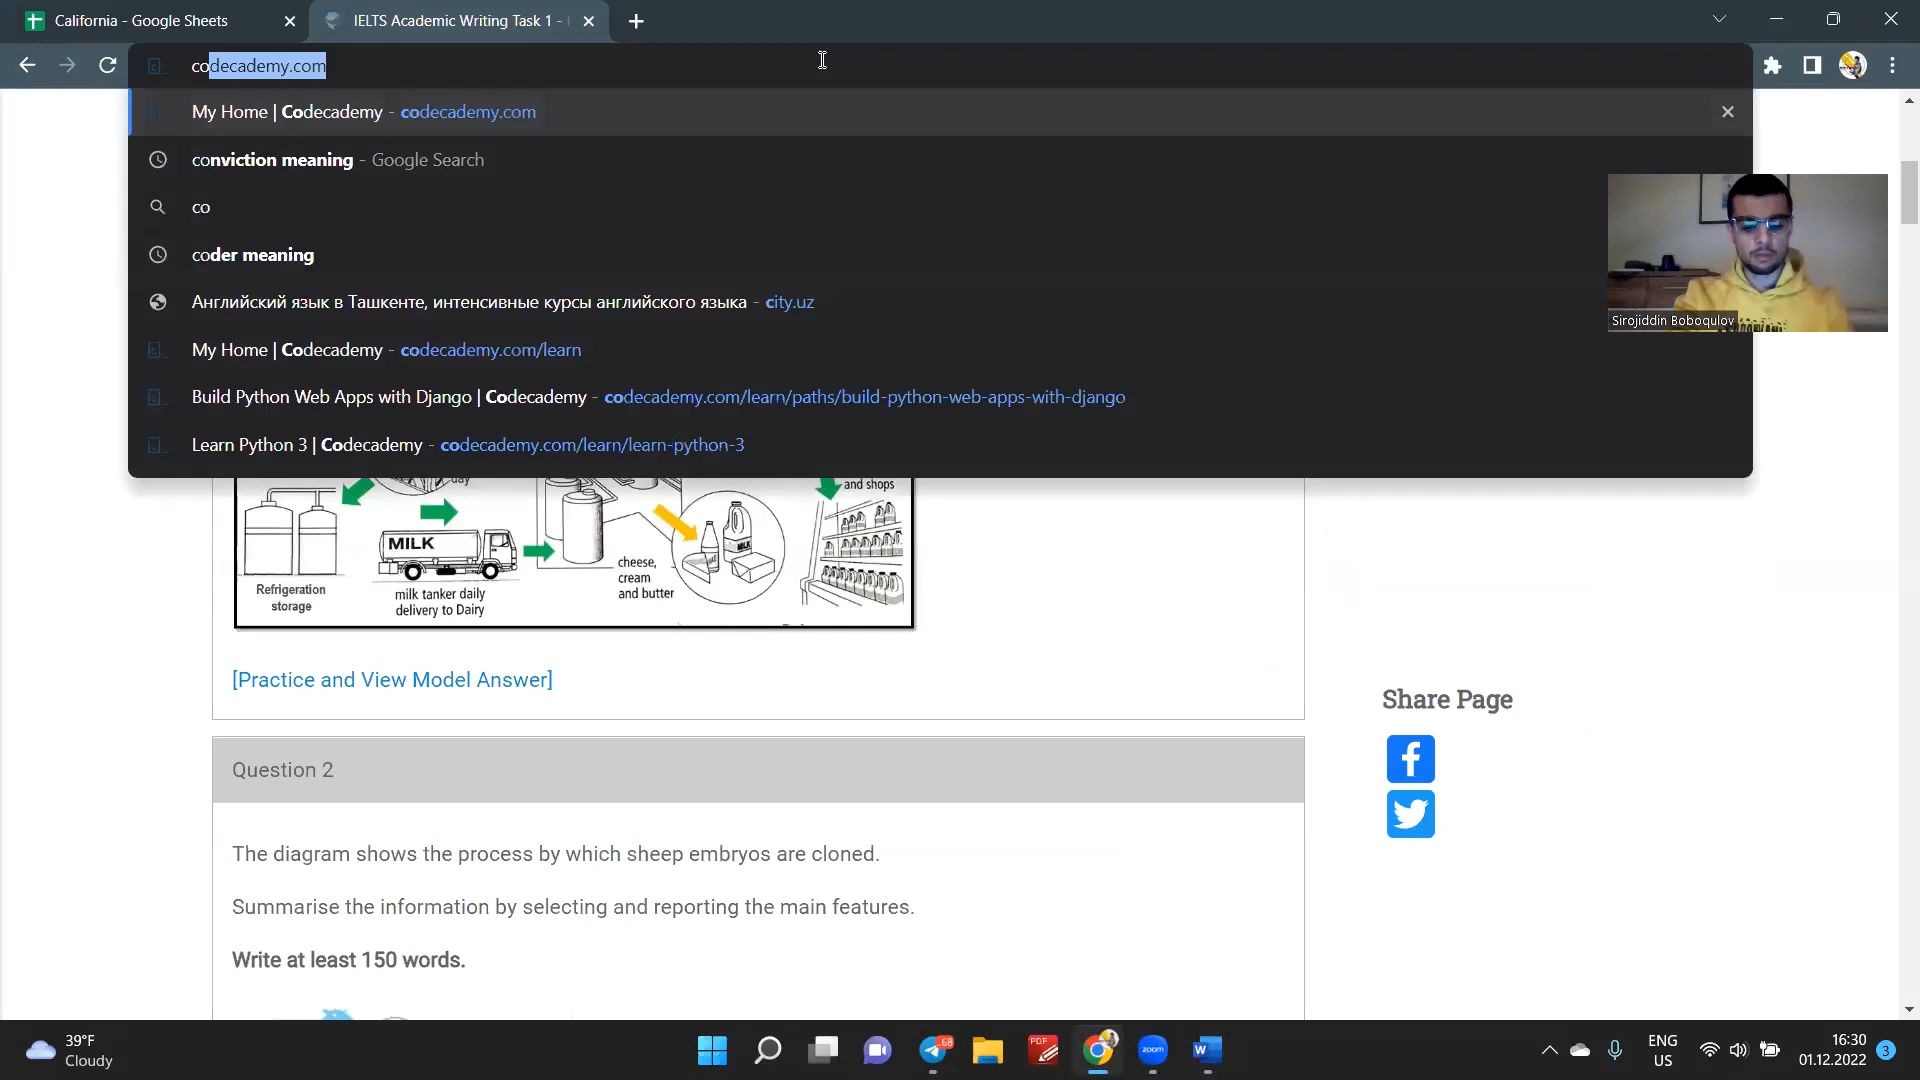 California - Google Sheets
IELTS Academic Writing Task 1 -
codecademy.com
My Home | Codecademy - codecademy.com
conviction meaning - Google Search
co
coder meaning
Английский язык в Ташкенте, интенсивные курсы английского языка - city.uz
My Home | Codecademy - codecademy.com/learn
Build Python Web Apps with Django | Codecademy - codecademy.com/learn/paths/build-python-web-apps-with-django
Learn Python 3 | Codecademy - codecademy.com/learn/learn-python-3
Sirojiddin Boboqulov
day
and shops
MILK
MILK
cheese,
cream
and butter
Refrigeration
storage
milk tanker daily
delivery to Dairy
[Practice and View Model Answer]
Share Page
Question 2
The diagram shows the process by which sheep embryos are cloned.
Summarise the information by selecting and reporting the main features.
Write at least 150 words.
39°F
Cloudy
68
PDF
zoom
W
ENG
US
16:30
01.12.2022
3